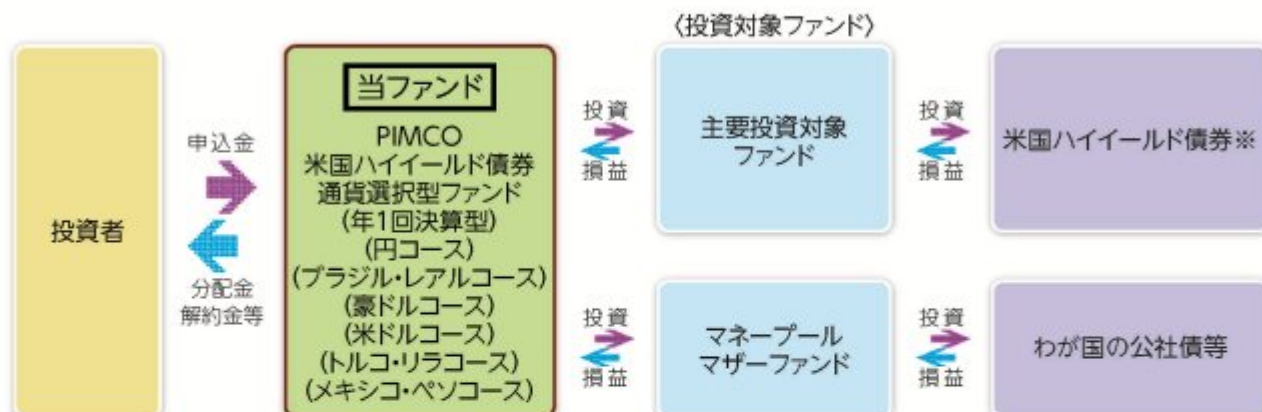 〈投資対象ファンド〉
投資者
申込金
分配金
解約金等
当ファンド
PIMCO
米国ハイイールド債券
通貨選択型ファンド
(年1回決算型)
(円コース)
(ブラジル・レアルコース)
(豪ドルコース)
(米ドルコース)
(トルコ・リラコース)
(メキシコ・ペソコース)
投資
損益
主要投資対象
ファンド
投資
損益
米国ハイイールド債券※
投資
損益
マネープール
マザーファンド
投資
損益
わが国の公社債等